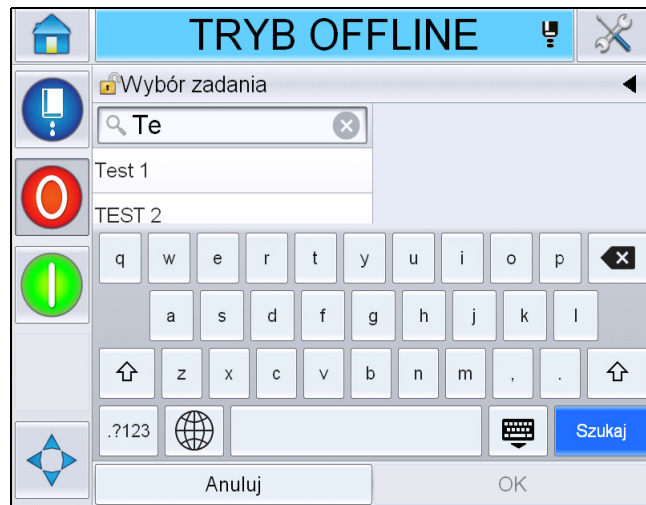 TRYB OFFLINE
Wybór zadania
Te
Test 1
TEST 2
q w e r t y u i o p
a s d f g h j k l
z x c v b n m , .
.?123 Szukaj
Anuluj OK